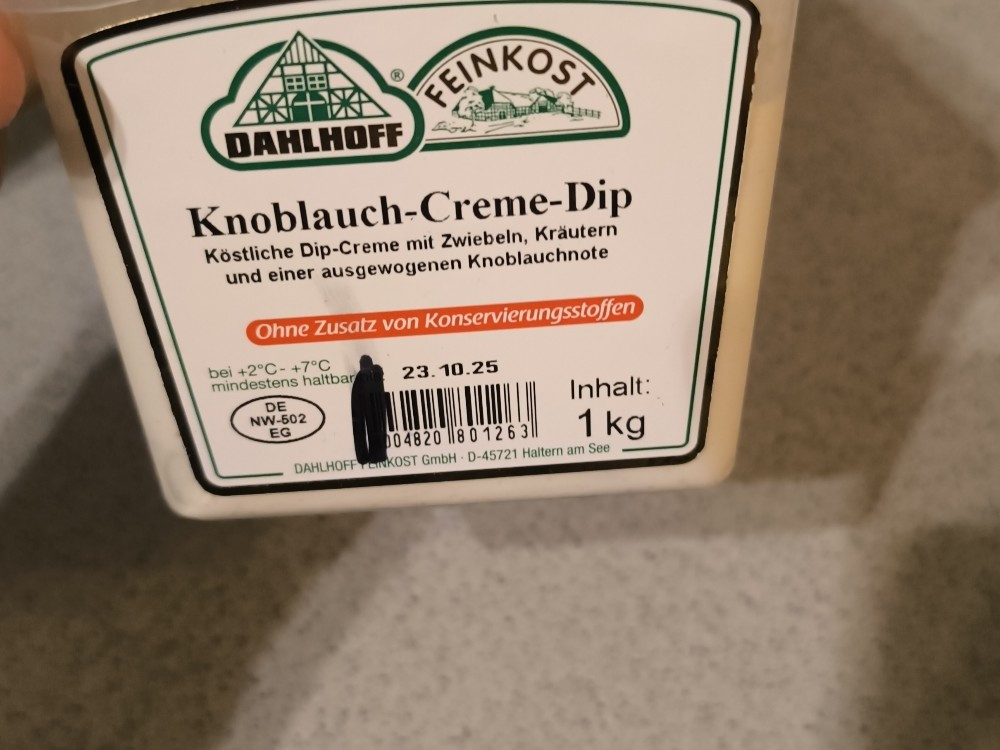 DAHLHOFF
®
FEINKOST
Knoblauch-Creme-Dip
Köstliche Dip-Creme mit Zwiebeln, Kräutern
und einer ausgewogenen Knoblauchnote
Ohne Zusatz von Konservierungsstoffen
bei +2°C- +7°C
mindestens haltbar
23.10.25
DE
NW-502
EG
004820 801263
Inhalt:
1 kg
DAHLHOFF FEINKOST GmbH · D-45721 Haltern am See